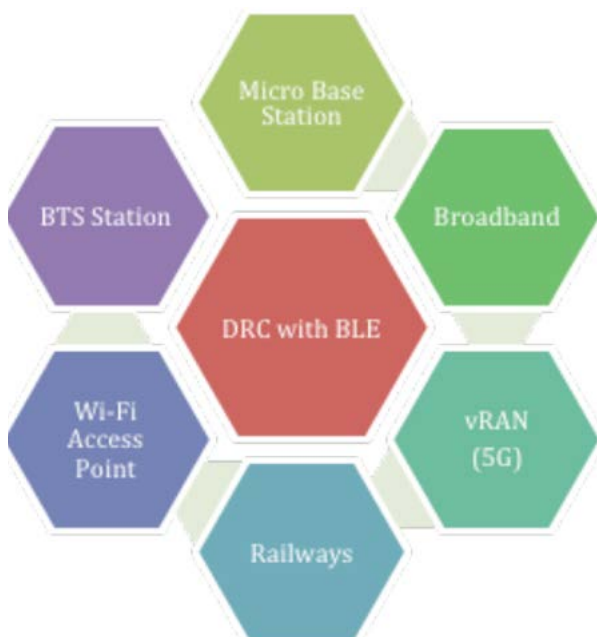 Micro Base
Station
BTS Station
Broadband
DRC with BLE
Wi-Fi
Access
Point
vRAN
(5G)
Railways